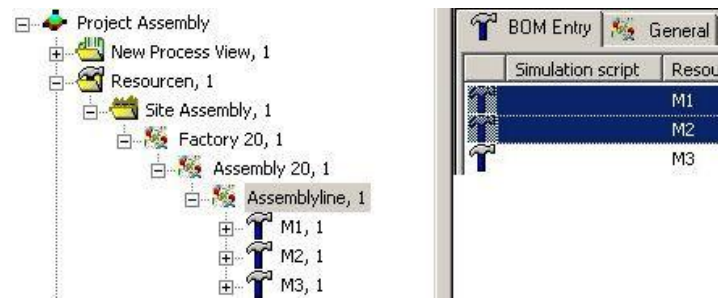 Project Assembly
New Process View, 1
Resourcen, 1
Site Assembly, 1
Factory 20, 1
Assembly 20, 1
Assemblyline, 1
M1, 1
M2, 1
M3, 1
BOM Entry General
Simulation script Resou
M1
M2
M3